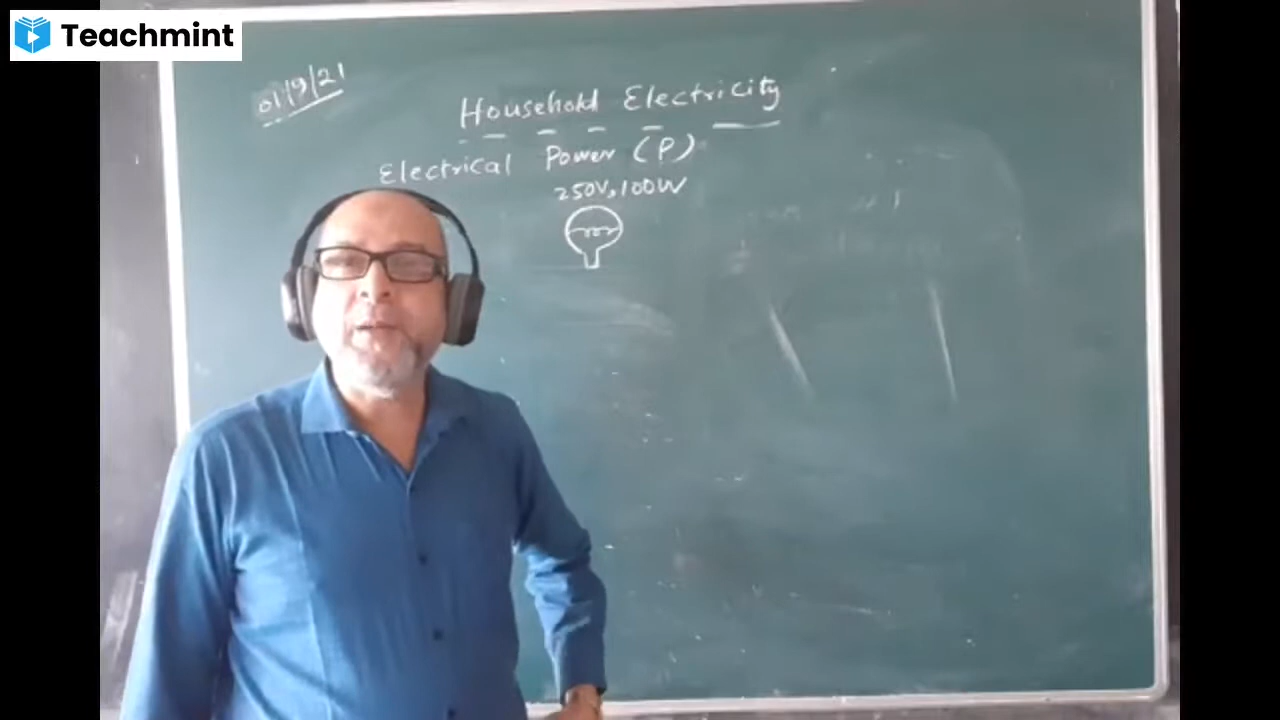 Teachmint
01/9/21
Household Electricity
Electrical Power (P)
250V, 100W